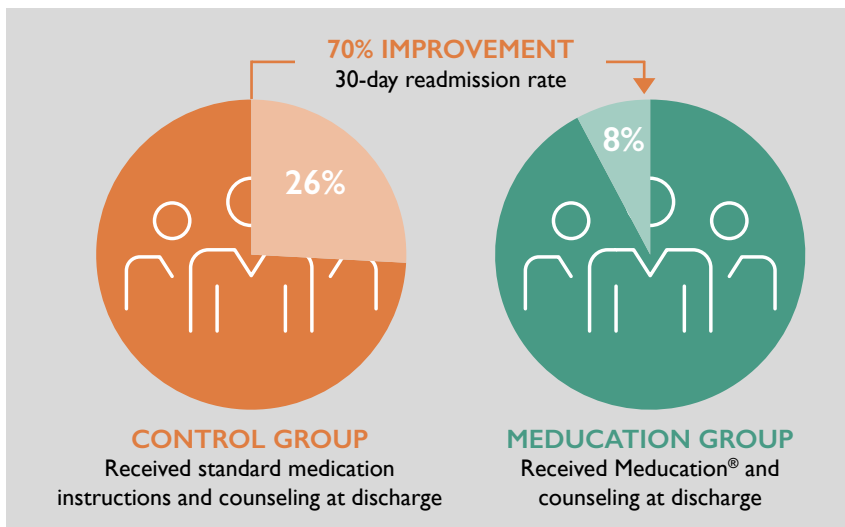 70% IMPROVEMENT
30-day readmission rate
26%
8%
CONTROL GROUP
Received standard medication
instructions and counseling at discharge
MEDUCATION GROUP
Received Meducation® and
counseling at discharge